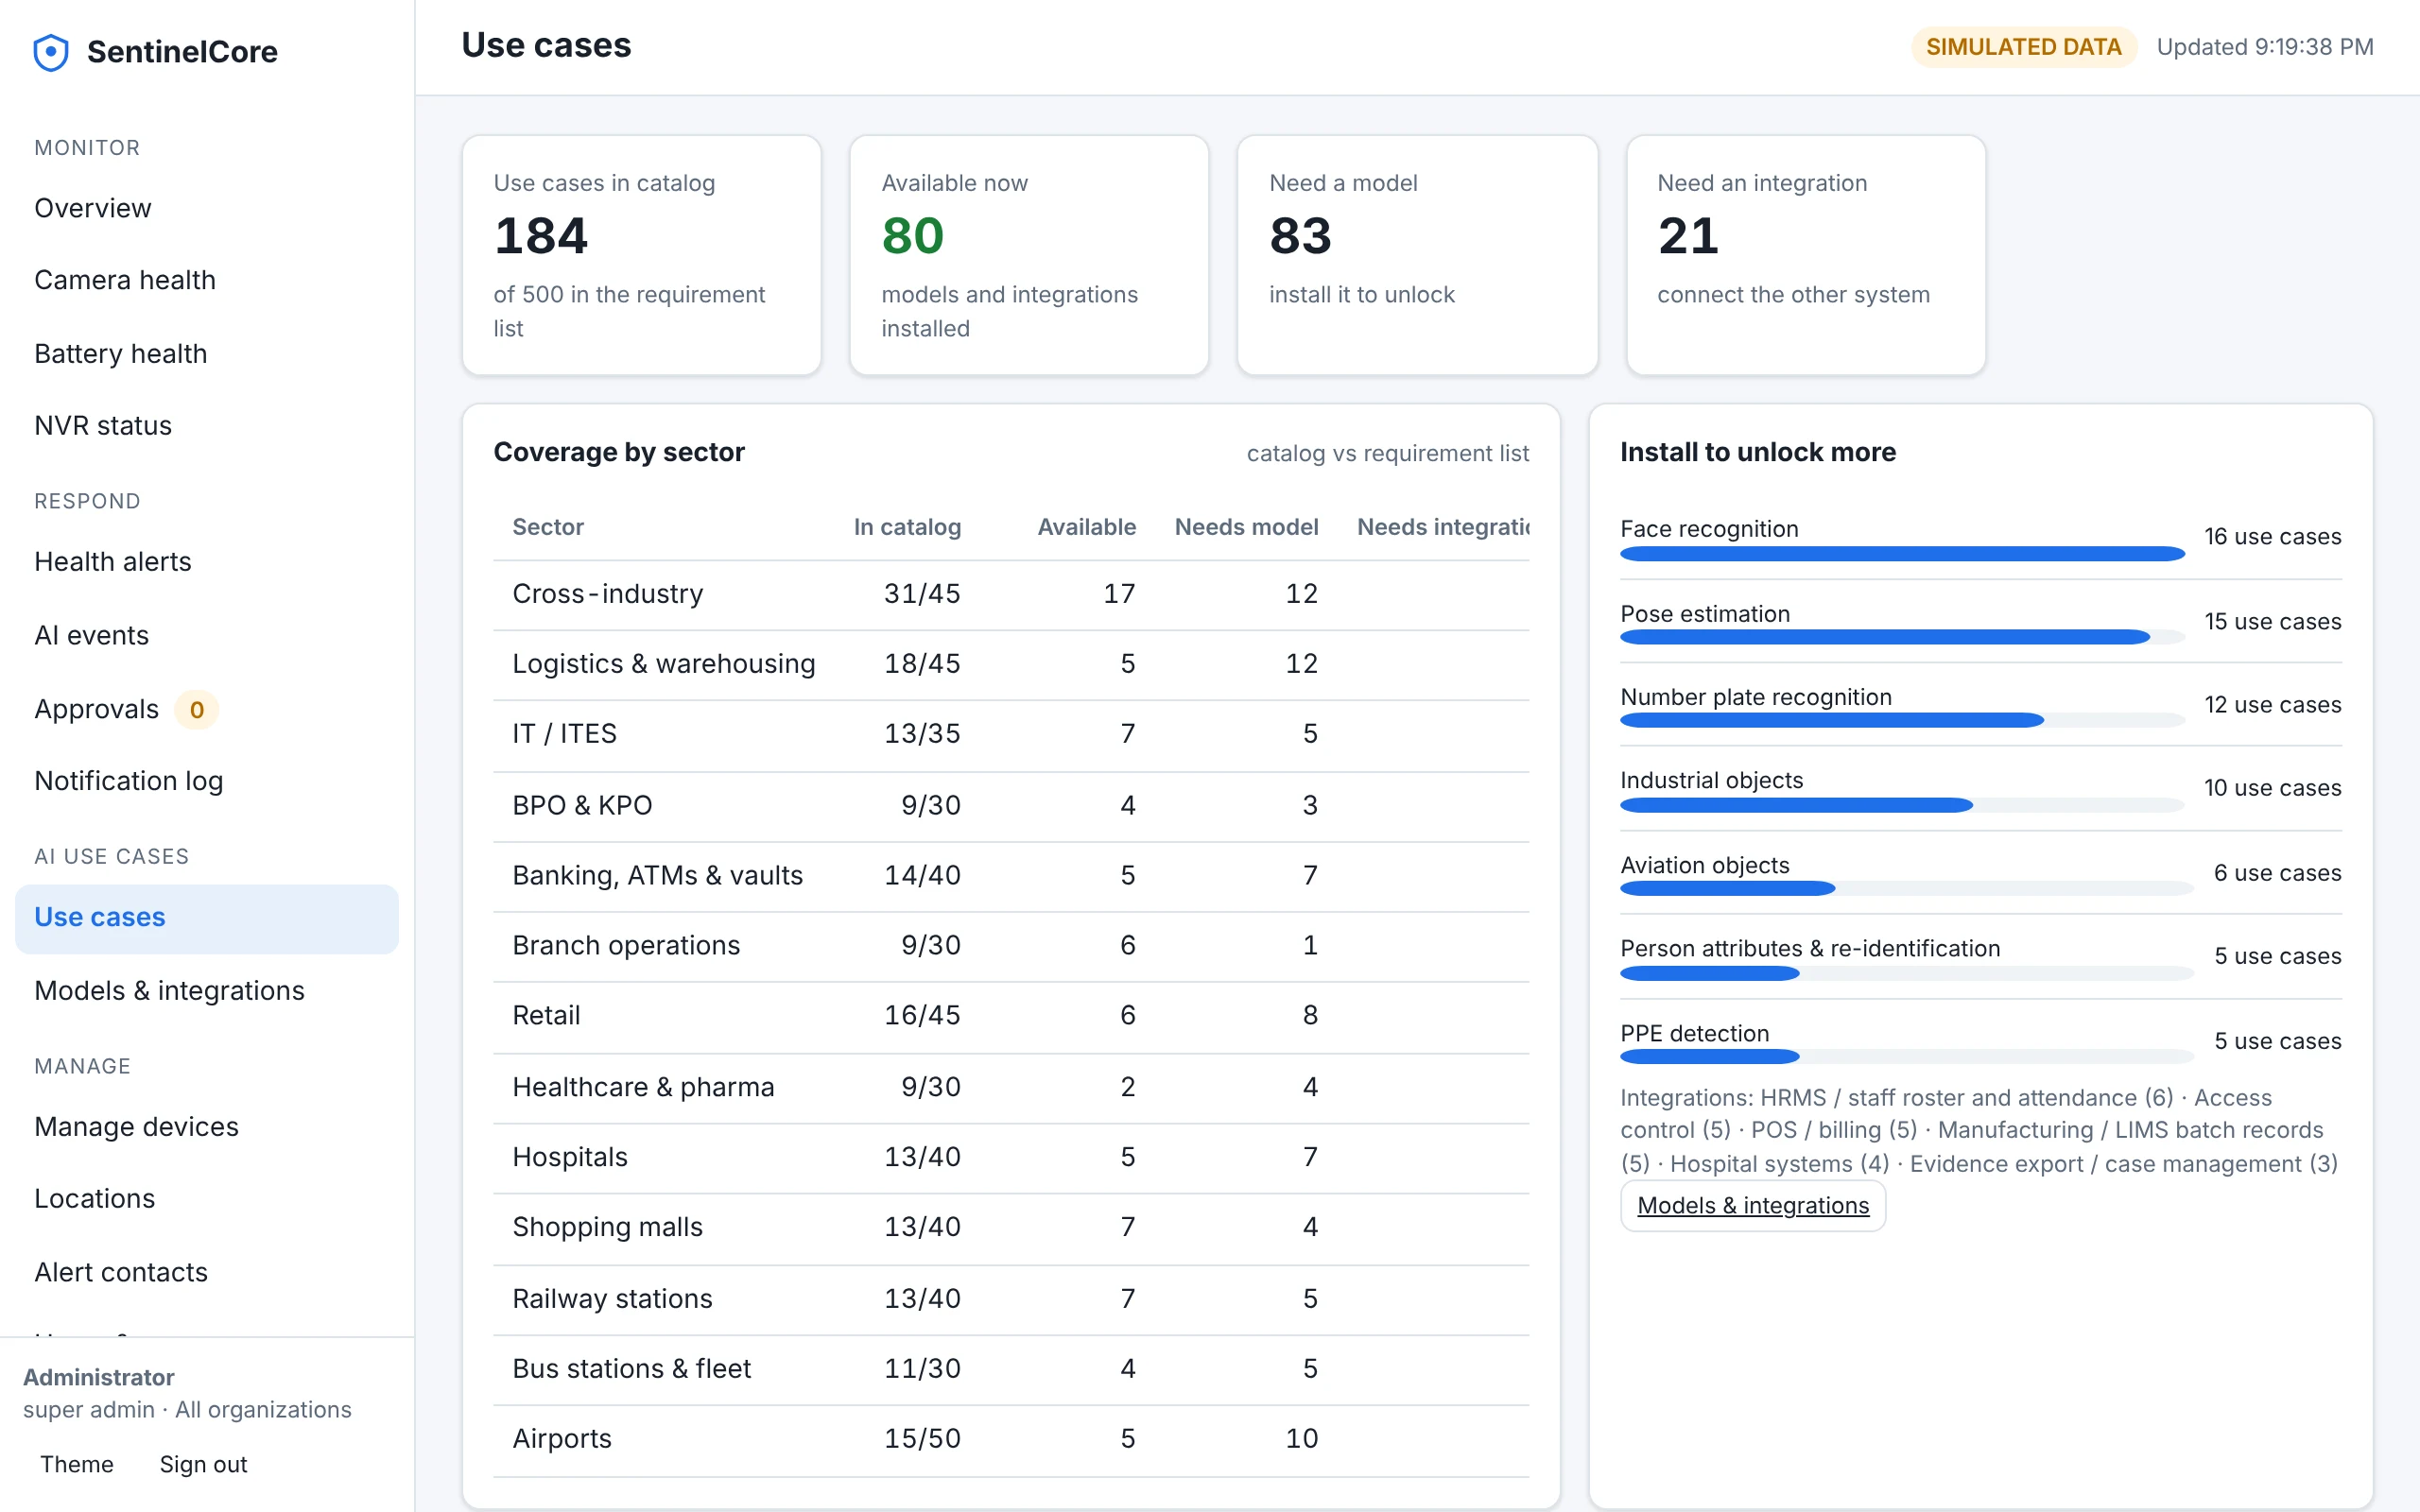 SentinelCore
MONITOR
Overview
Camera health
Battery health
NVR status
RESPOND
Health alerts
AI events
Approvals 0
Notification log
AI USE CASES
Use cases
Models & integrations
MANAGE
Manage devices
Locations
Alert contacts
Administrator
super admin · All organizations
Theme Sign out
Use cases
SIMULATED DATA Updated 9:19:38 PM
Use cases in catalog
184
of 500 in the requirement
list
Available now
80
models and integrations
installed
Need a model
83
install it to unlock
Need an integration
21
connect the other system
Coverage by sector catalog vs requirement list
Sector In catalog Available Needs model Needs
Cross-industry 31/45 17 12
Logistics & warehousing 18/45 5 12
IT / ITES 13/35 7 5
BPO & KPO 9/30 4 3
Banking, ATMs & vaults 14/40 5 7
Branch operations 9/30 6 1
Retail 16/45 6 8
Healthcare & pharma 9/30 2 4
Hospitals 13/40 5 7
Shopping malls 13/40 7 4
Railway stations 13/40 7 5
Bus stations & fleet 11/30 4 5
Airports 15/50 5 10
Install to unlock more
Face recognition 16 use cases
Pose estimation 15 use cases
Number plate recognition 12 use cases
Industrial objects 10 use cases
Aviation objects 6 use cases
Person attributes & re-identification 5 use cases
PPE detection 5 use cases
Integrations: HRMS / staff roster and attendance (6) · Access
control (5) · POS / billing (5) · Manufacturing / LIMS batch records
(5) · Hospital systems (4) · Evidence export / case management (3)
Models & integrations